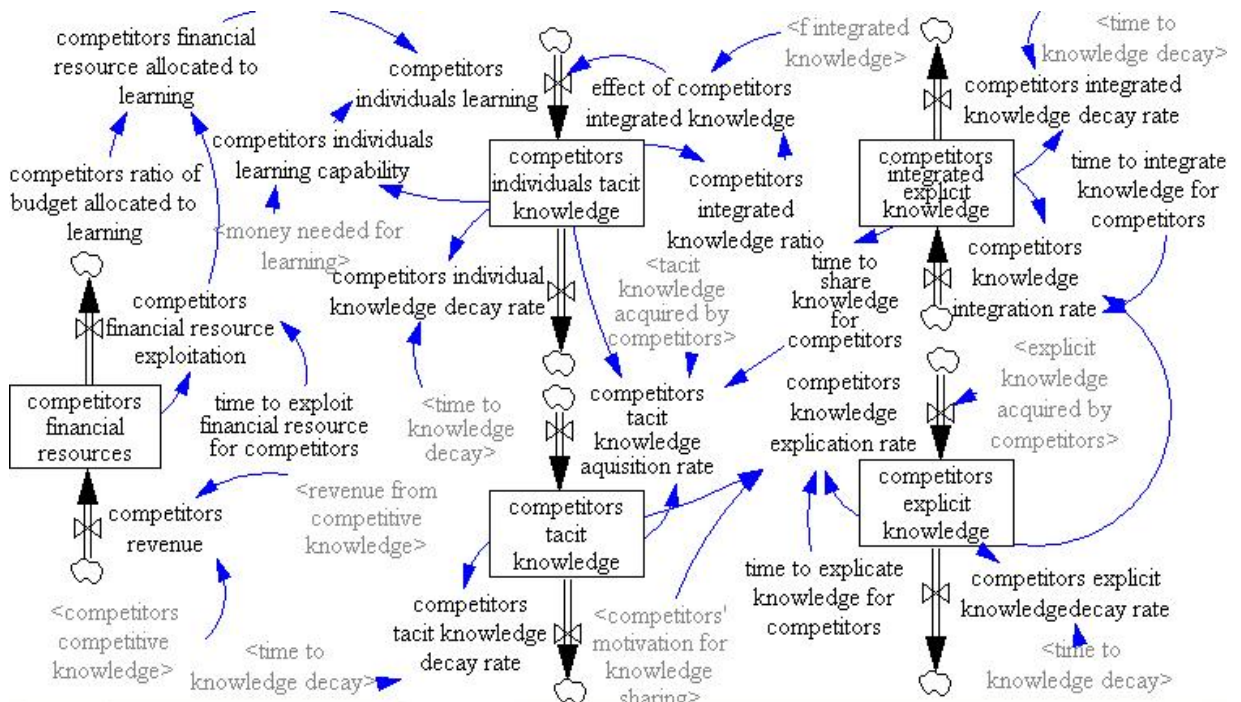 competitors financial
resource allocated to
learning
competitors
individuals learning
effect of competitors
integrated knowledge
<f integrated
knowledge>
<time to
knowledge decay>
competitors integrated
knowledge decay rate
competitors ratio of
budget allocated to
learning
competitors individuals
learning capability
<money needed for
learning>
competitors
individuals tacit
knowledge
competitors
integrated
knowledge ratio
competitors
integrated
explicit
knowledge
time to integrate
knowledge for
competitors
competitors
financial resource
exploitation
competitors individual
knowledge decay rate
<tacit
knowledge
acquired by
competitors>
time to
share
knowledge
for
competitors
competitors
knowledge
integration rate
competitors
financial
resources
time to exploit
financial resource
for competitors
<time to
knowledge
decay>
competitors
tacit
knowledge
aquisition rate
competitors
knowledge
explication rate
<explicit
knowledge
acquired by
competitors>
competitors
revenue
<revenue from
competitive
knowledge>
competitors
tacit
knowledge
competitors
explicit
knowledge
<competitors
competitive
knowledge>
<time to
knowledge decay>
competitors
tacit knowledge
decay rate
<competitors'
motivation for
knowledge
sharing>
time to explicate
knowledge for
competitors
competitors explicit
knowledgedecay rate
<time to
knowledge decay>